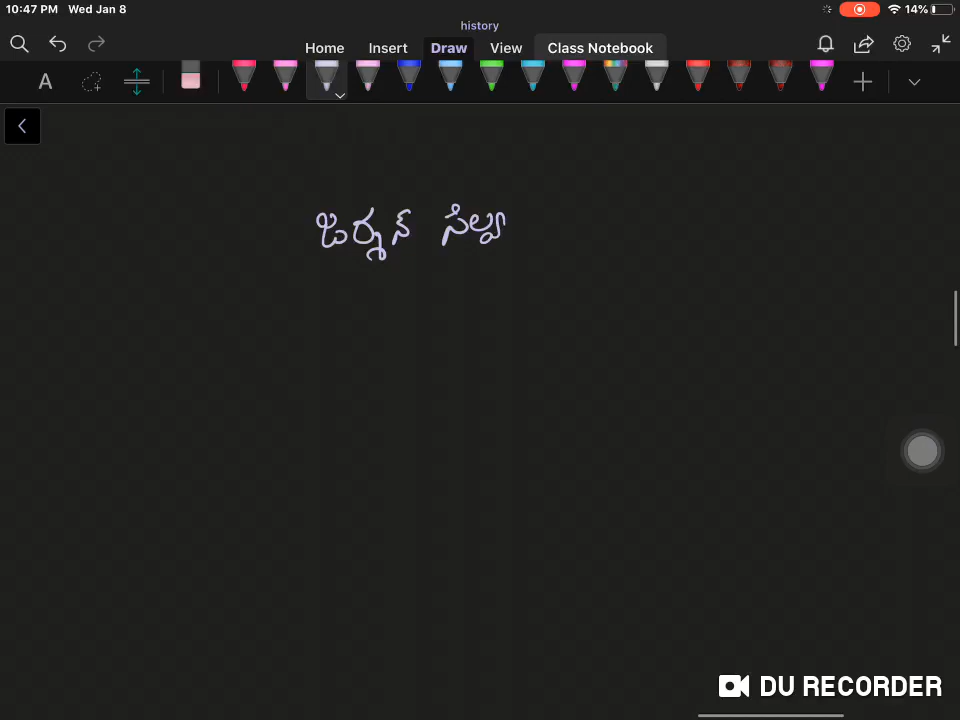 10:47 PM Wed Jan 8
14%
history
Home Insert Draw View Class Notebook
A
జర్మన్ సిల్వ
DU RECORDER